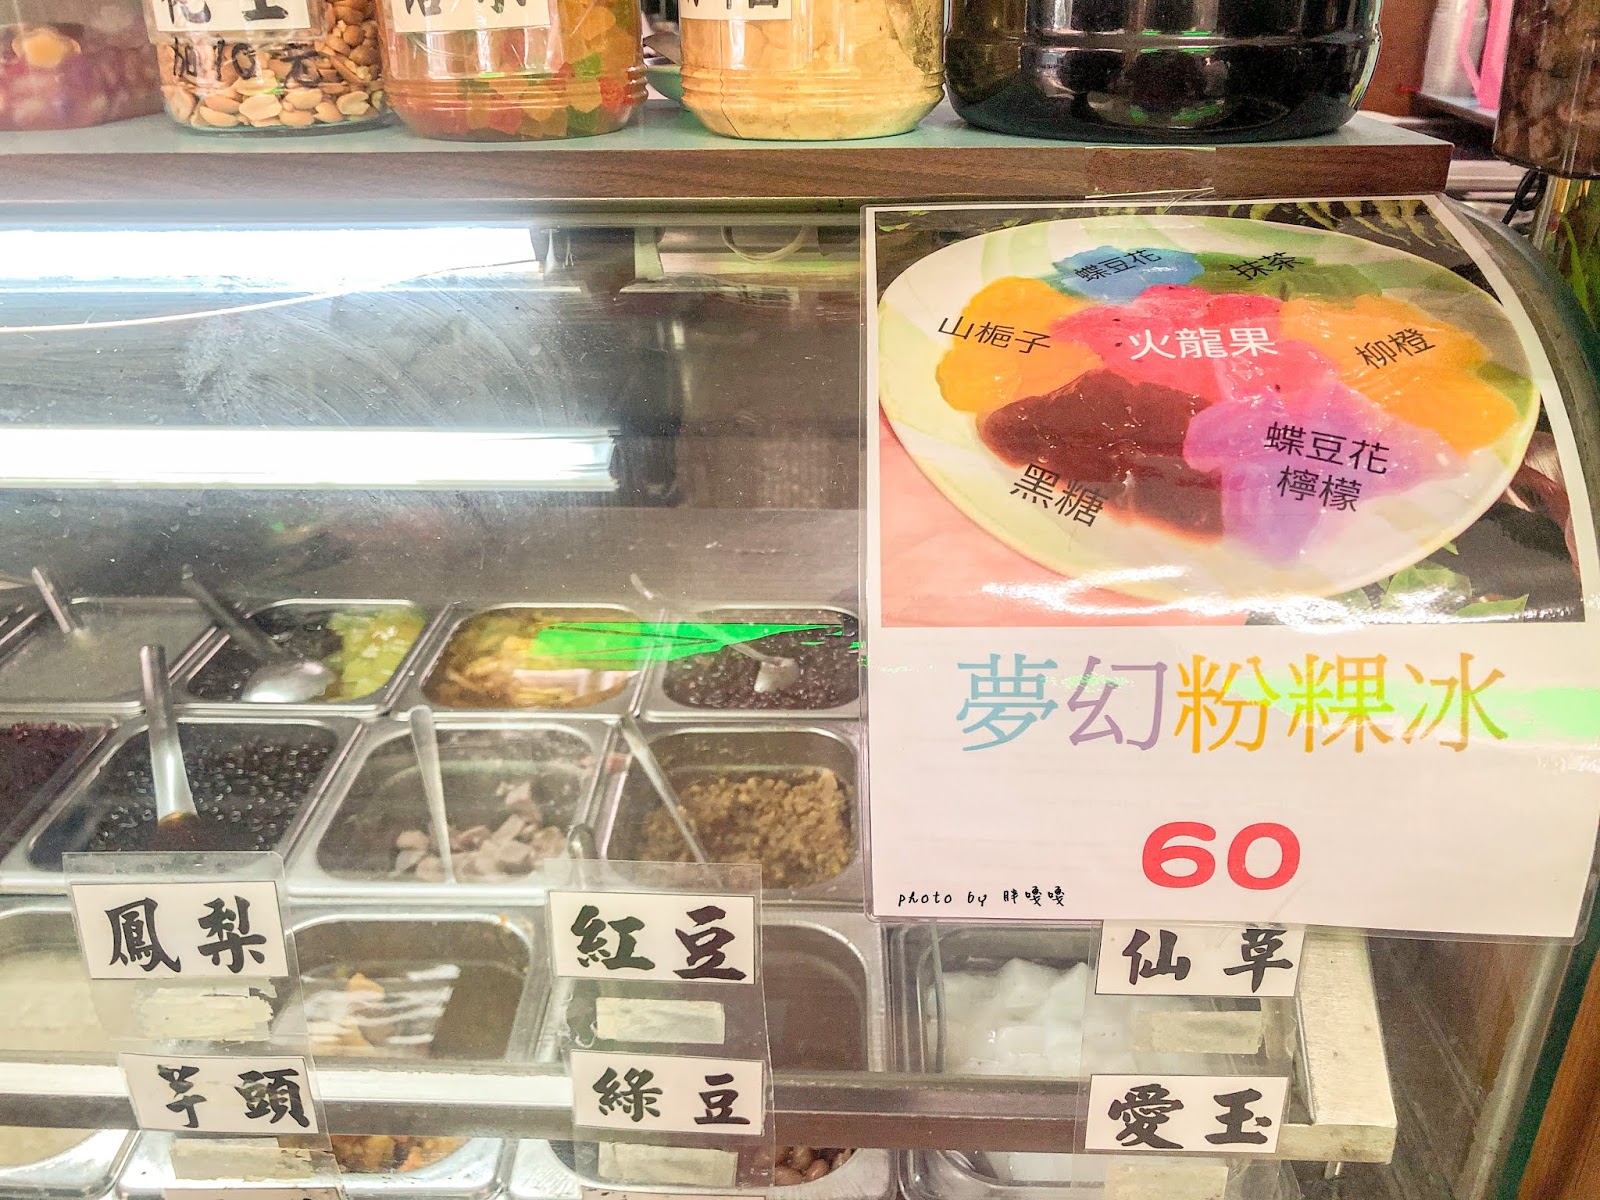 花生
加10元
蝶豆花
抹茶
山梔子
火龍果
柳橙
蝶豆花
檸檬
黑糖
夢幻粉粿冰
60
photo by 胖嘎嘎
鳳梨
紅豆
仙草
芋頭
綠豆
愛玉